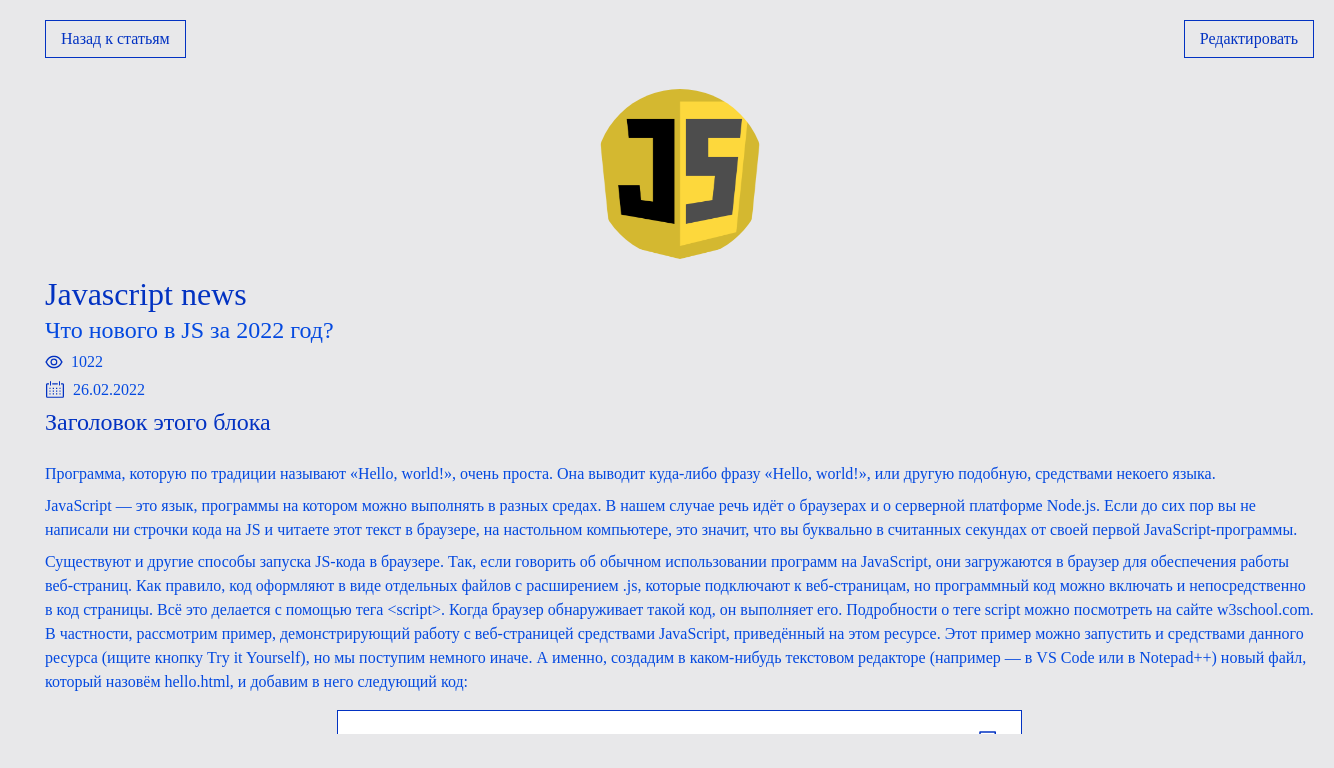 Назад к статьям
Редактировать
JS
Javascript news
Что нового в JS за 2022 год?
1022
26.02.2022
Заголовок этого блока
Программа, которую по традиции называют «Hello, world!», очень проста. Она выводит куда-либо фразу «Hello, world!», или другую подобную, средствами некоего языка.
JavaScript — это язык, программы на котором можно выполнять в разных средах. В нашем случае речь идёт о браузерах и о серверной платформе Node.js. Если до сих пор вы не
написали ни строчки кода на JS и читаете этот текст в браузере, на настольном компьютере, это значит, что вы буквально в считанных секундах от своей первой JavaScript-программы.
Существуют и другие способы запуска JS-кода в браузере. Так, если говорить об обычном использовании программ на JavaScript, они загружаются в браузер для обеспечения работы
веб-страниц. Как правило, код оформляют в виде отдельных файлов с расширением .js, которые подключают к веб-страницам, но программный код можно включать и непосредственно
в код страницы. Всё это делается с помощью тега <script>. Когда браузер обнаруживает такой код, он выполняет его. Подробности о теге script можно посмотреть на сайте w3school.com.
В частности, рассмотрим пример, демонстрирующий работу с веб-страницей средствами JavaScript, приведённый на этом ресурсе. Этот пример можно запустить и средствами данного
ресурса (ищите кнопку Try it Yourself), но мы поступим немного иначе. А именно, создадим в каком-нибудь текстовом редакторе (например — в VS Code или в Notepad++) новый файл,
который назовём hello.html, и добавим в него следующий код: